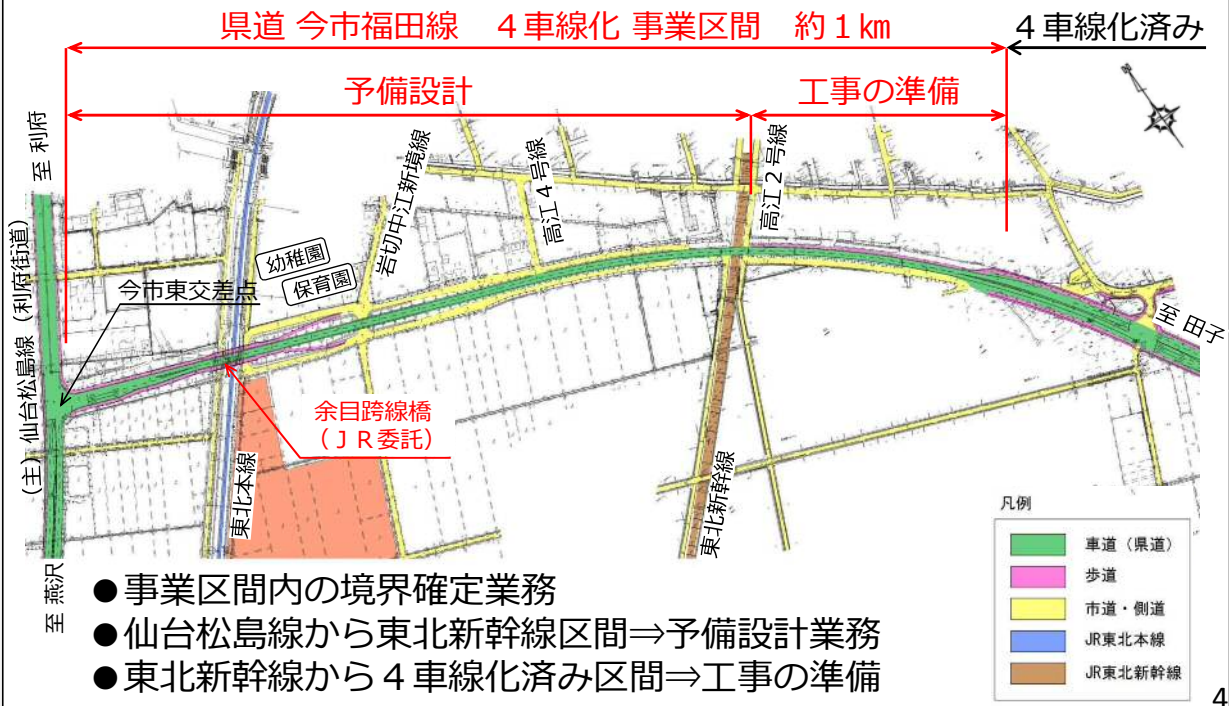 県道 今市福田線　４車線化 事業区間　約１㎞
４車線化済み
予備設計
工事の準備
至 利府
岩切中江新境線
高江４号線
高江２号線
幼稚園
保育園
今市東交差点
（主）仙台松島線（利府街道）
至 田子
余目跨線橋
（ＪＲ委託）
東北本線
東北新幹線
至 燕沢
凡例
車道（県道）
歩道
市道・側道
JR東北本線
JR東北新幹線
●事業区間内の境界確定業務
●仙台松島線から東北新幹線区間⇒予備設計業務
●東北新幹線から４車線化済み区間⇒工事の準備
4